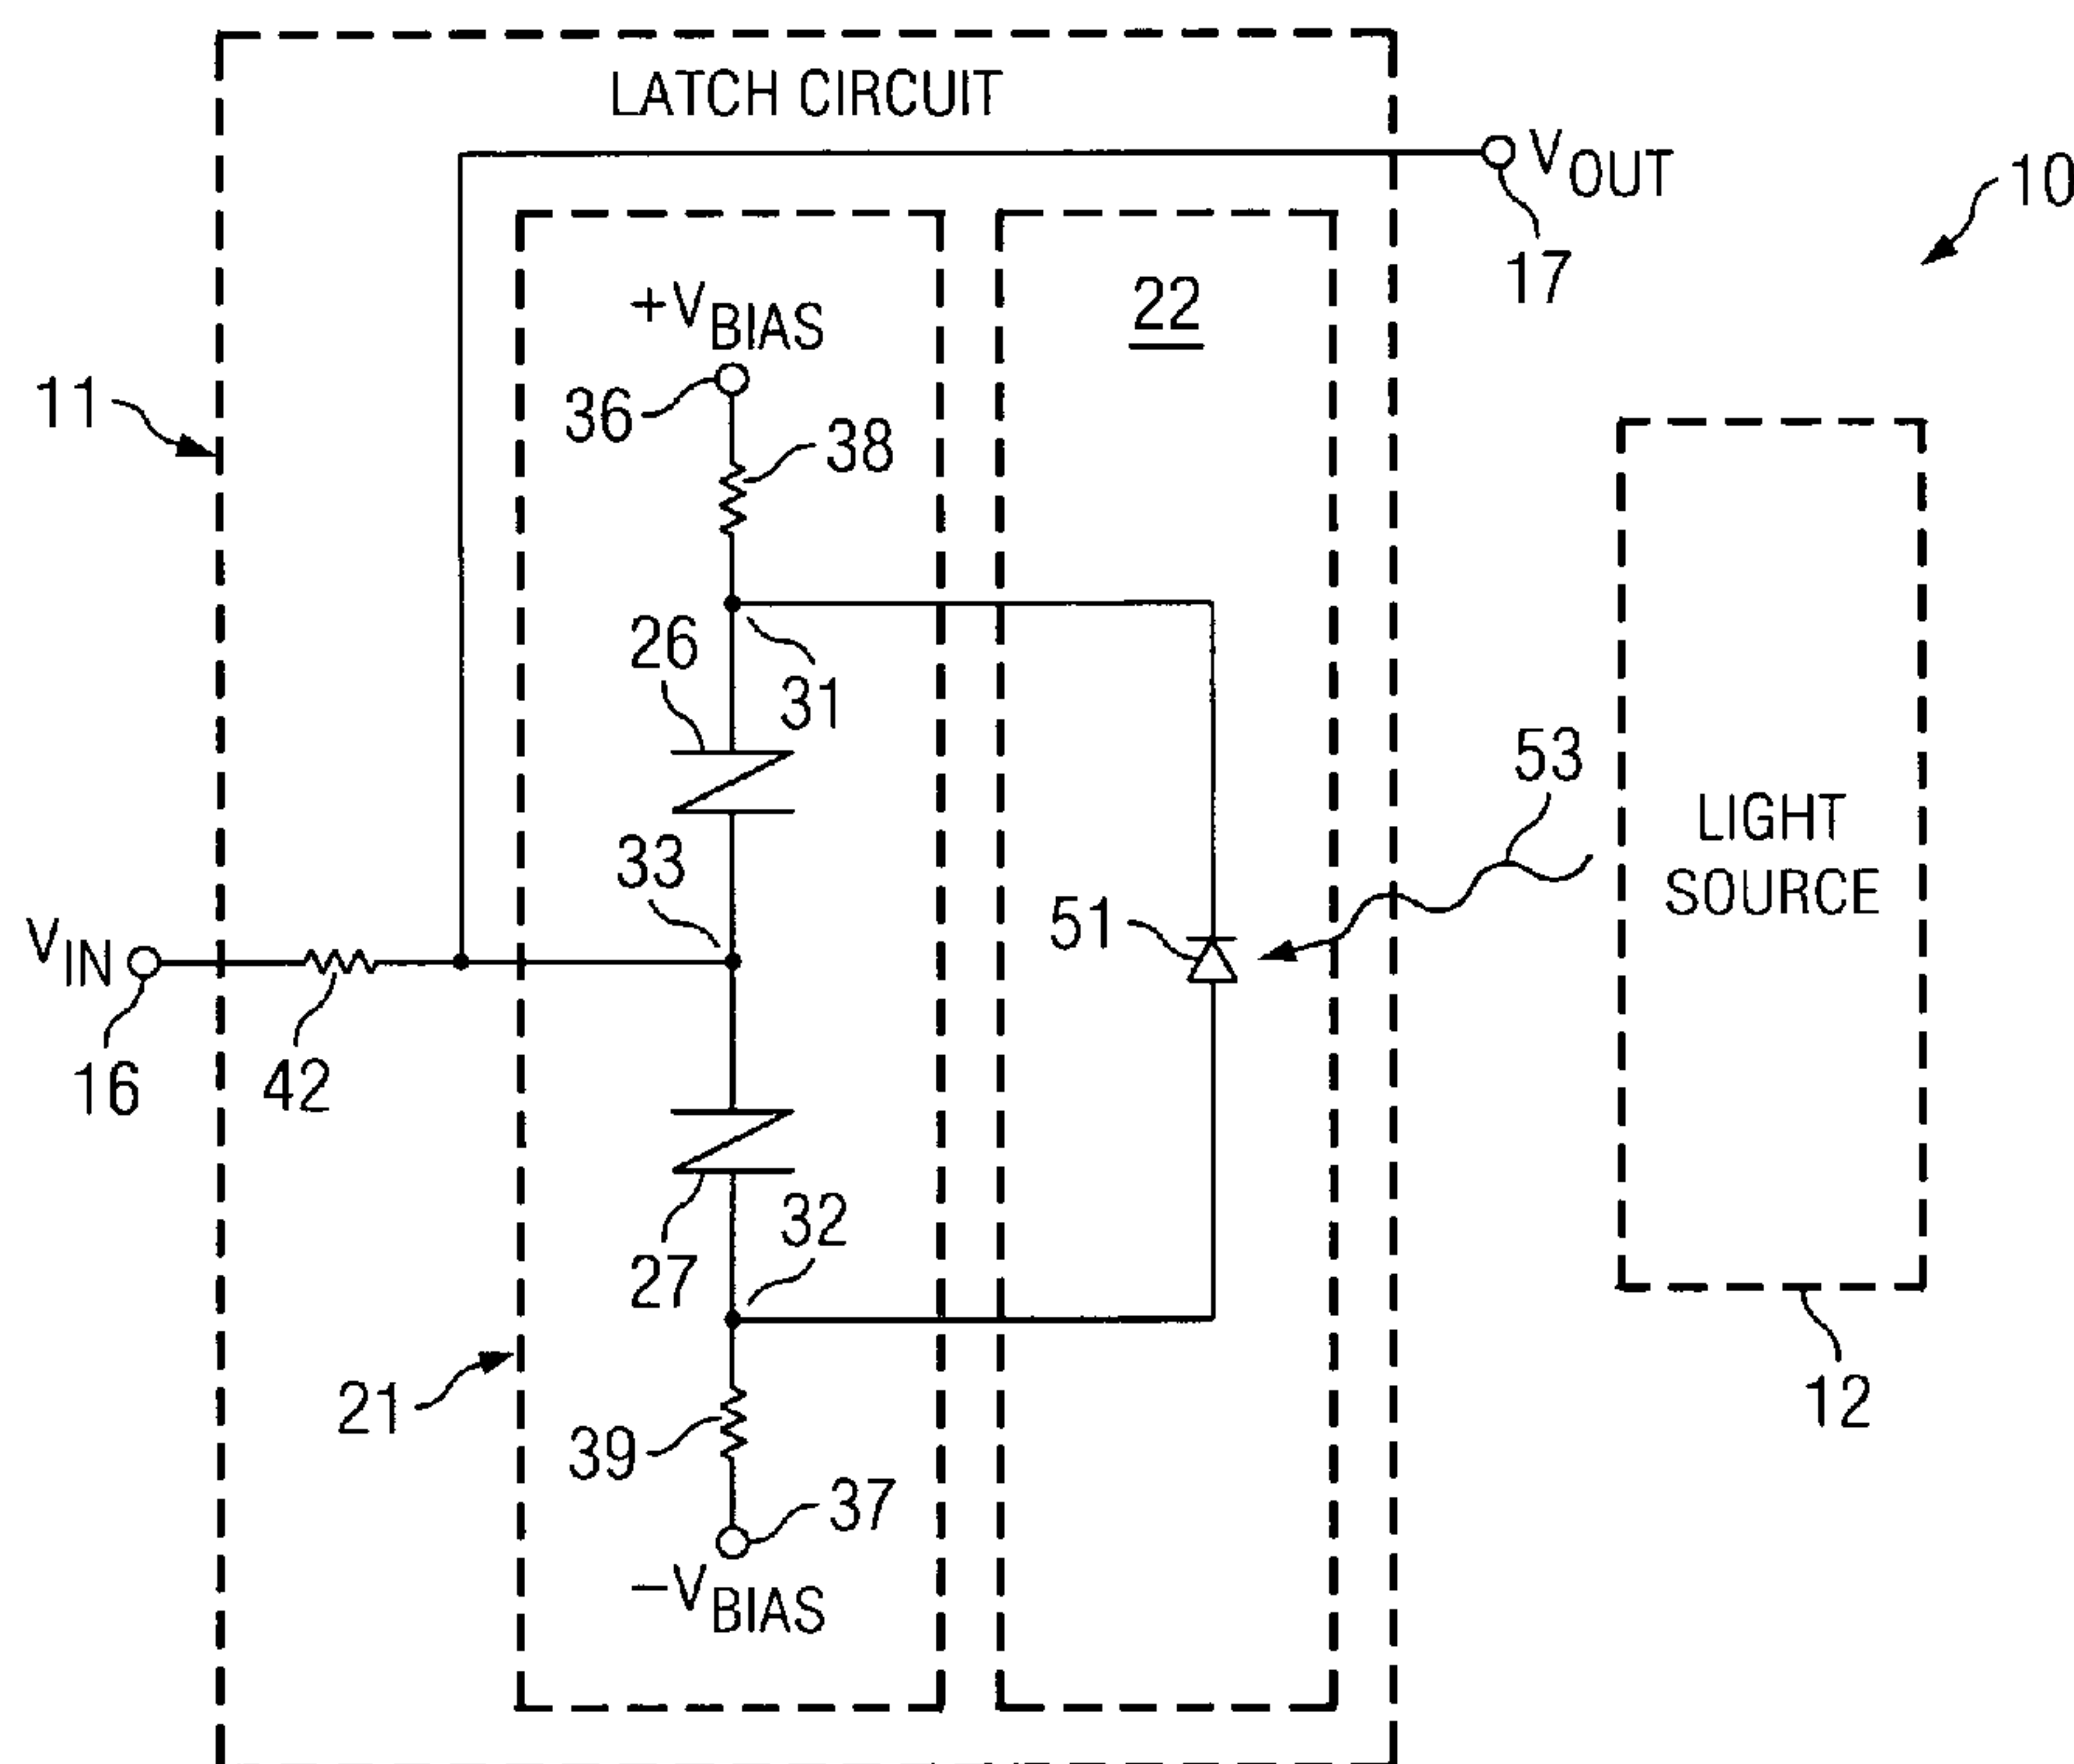 LATCH CIRCUIT
VOUT
10
17
22
+VBIAS
36
38
11
26
31
53
LIGHT
SOURCE
33
51
VIN
16
42
32
27
21
39
37
12
−VBIAS